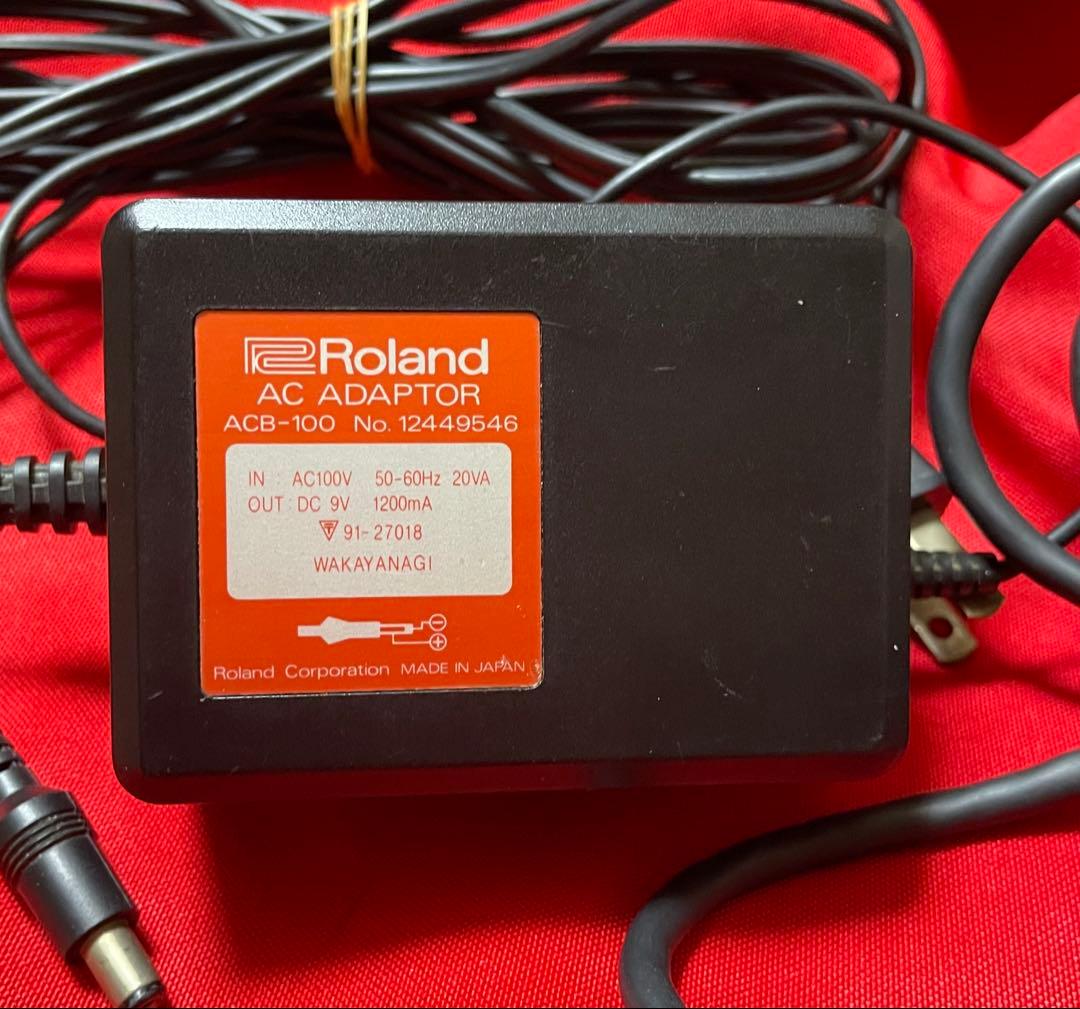 Roland
AC ADAPTOR
ACB-100 No. 12449546
IN : AC100V 50-60Hz 20VA
OUT : DC 9V 1200mA
91-27018
WAKAYANAGI
Roland Corporation MADE IN JAPAN